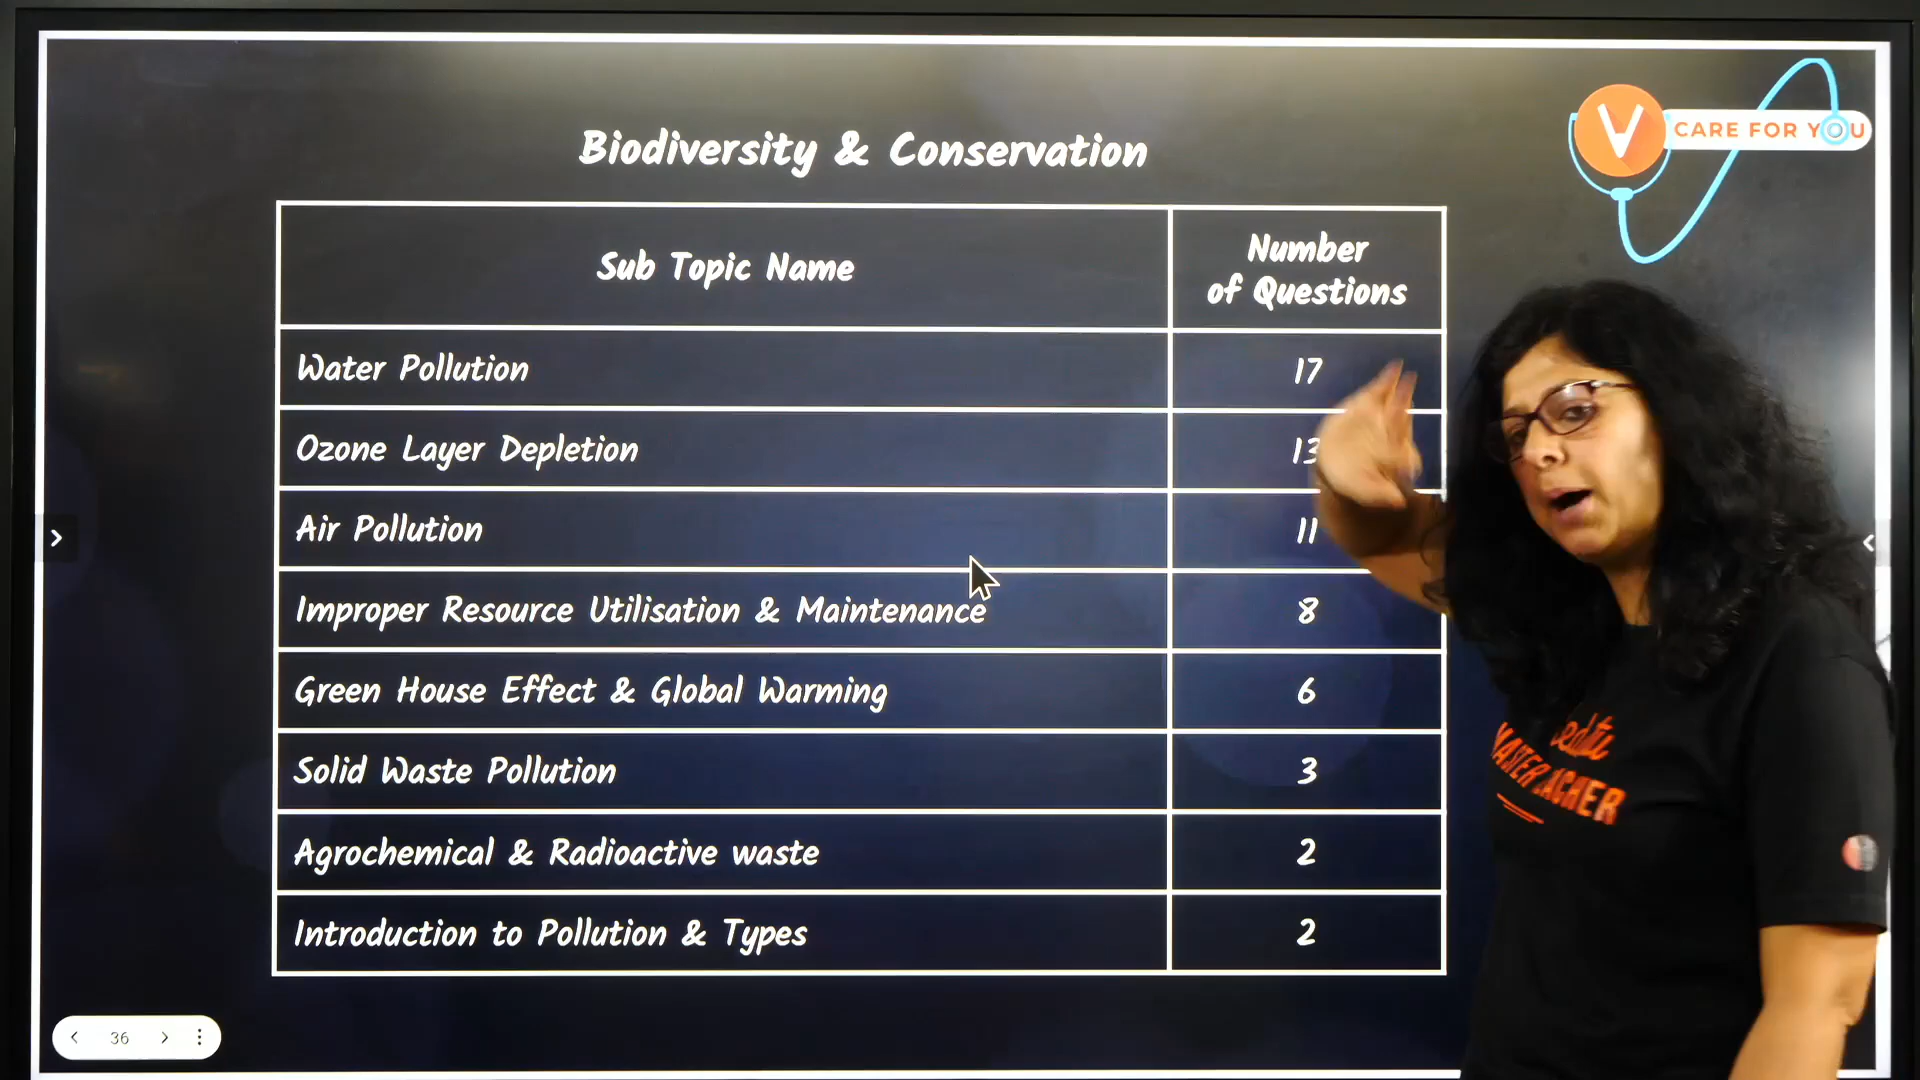 CARE FOR YOU
Biodiversity & Conservation
Sub Topic Name
Number
of Questions
Water Pollution 17
Ozone Layer Depletion 13
Air Pollution 11
Improper Resource Utilisation & Maintenance 8
Green House Effect & Global Warming 6
Solid Waste Pollution 3
Agrochemical & Radioactive waste 2
Introduction to Pollution & Types 2
36